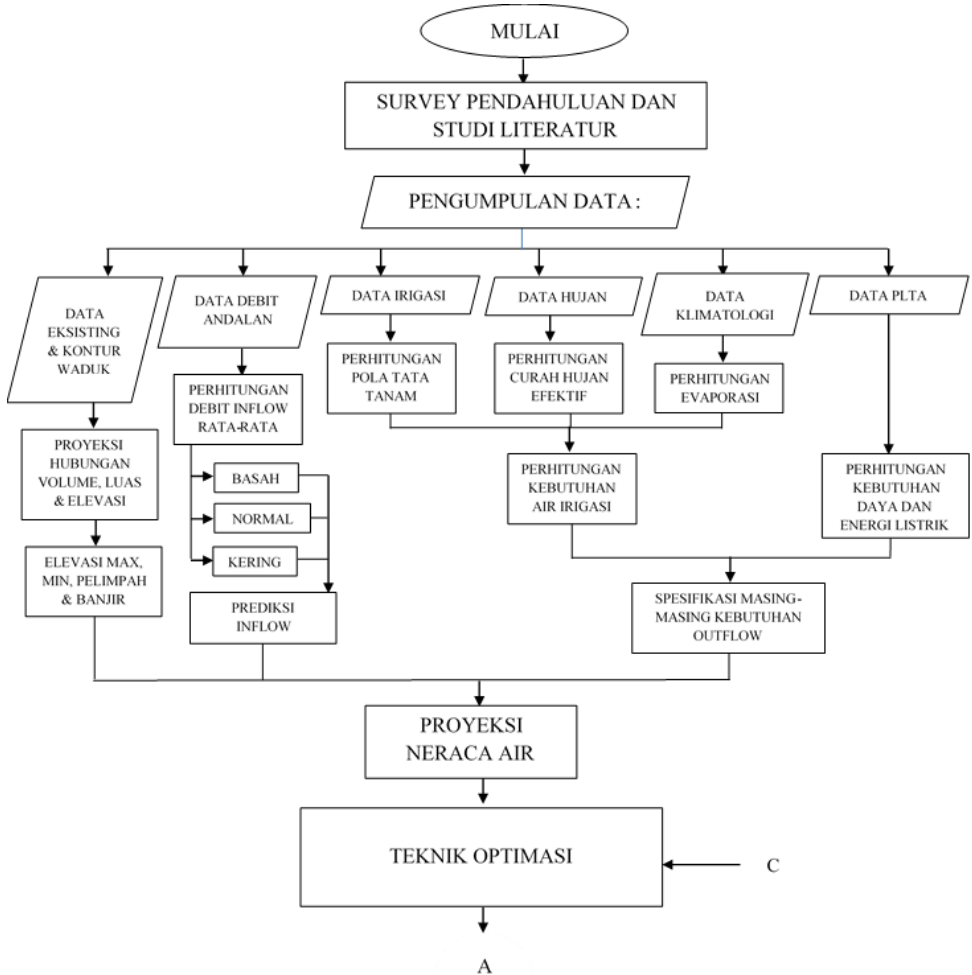 MULAI
SURVEY PENDAHULUAN DAN
STUDI LITERATUR
PENGUMPULAN DATA :
DATA
EKSISTING
& KONTUR
WADUK
DATA DEBIT
ANDALAN
DATA IRIGASI
DATA HUJAN
DATA
KLIMATOLOGI
DATA PLTA
PERHITUNGAN
DEBIT INFLOW
RATA-RATA
PERHITUNGAN
POLA TATA
TANAM
PERHITUNGAN
CURAH HUJAN
EFEKTIF
PERHITUNGAN
EVAPORASI
PROYEKSI
HUBUNGAN
VOLUME, LUAS
& ELEVASI
BASAH
NORMAL
KERING
PERHITUNGAN
KEBUTUHAN
AIR IRIGASI
PERHITUNGAN
KEBUTUHAN
DAYA DAN
ENERGI LISTRIK
ELEVASI MAX,
MIN, PELIMPAH
& BANJIR
PREDIKSI
INFLOW
SPESIFIKASI MASING-
MASING KEBUTUHAN
OUTFLOW
PROYEKSI
NERACA AIR
TEKNIK OPTIMASI
C
A